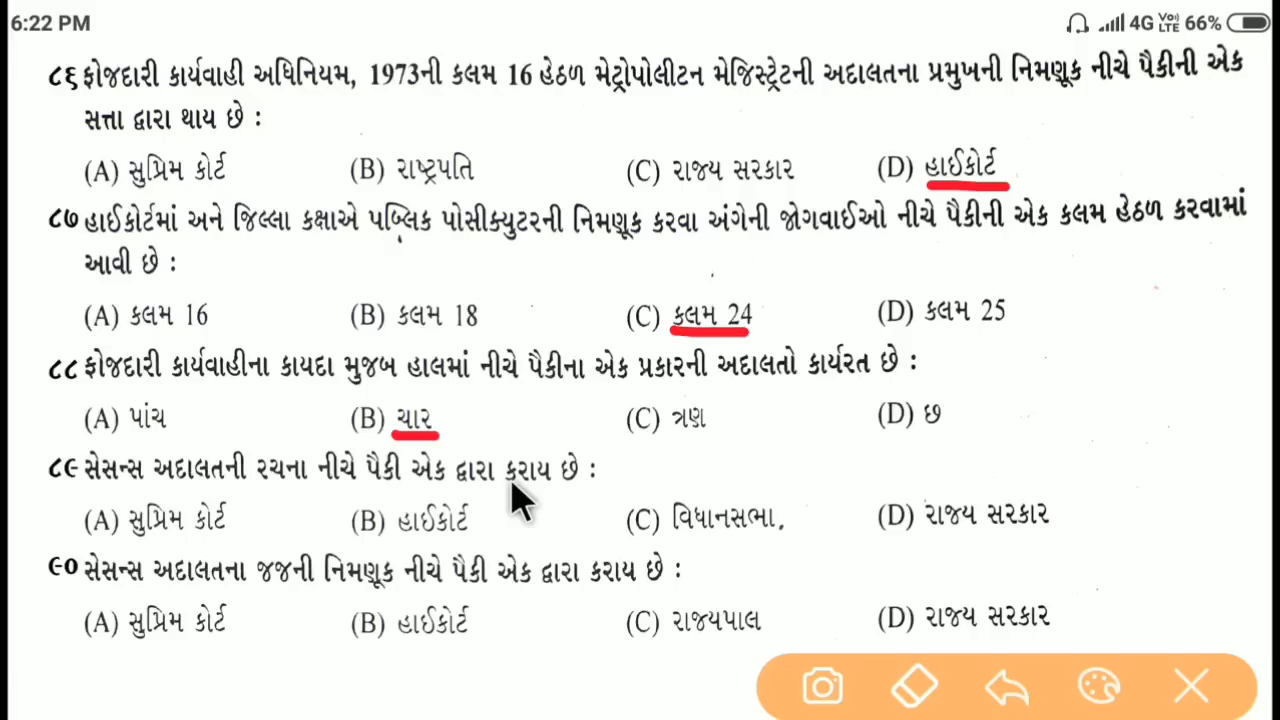 6:22 PM 4G VoLTE 66%
૮૬ ફોજદારી કાર્યવાહી અધિનિયમ, 1973ની કલમ 16 હેઠળ મેટ્રોપોલીટન મેજિસ્ટ્રેટની અદાલતના પ્રમુખની નિમણૂક નીચે પૈકીની એક
સત્તા દ્વારા થાય છે :
(A) સુપ્રિમ કોર્ટ (B) રાષ્ટ્રપતિ (C) રાજ્ય સરકાર (D) હાઈકોર્ટ
૮૭ હાઈકોર્ટમાં અને જિલ્લા કક્ષાએ પબ્લિક પોસીક્યુટરની નિમણૂક કરવા અંગેની જોગવાઈઓ નીચે પૈકીની એક કલમ હેઠળ કરવામાં
આવી છે :
(A) કલમ 16 (B) કલમ 18 (C) કલમ 24 (D) કલમ 25
૮૮ ફોજદારી કાર્યવાહીના કાયદા મુજબ હાલમાં નીચે પૈકીના એક પ્રકારની અદાલતો કાર્યરત છે :
(A) પાંચ (B) ચાર (C) ત્રણ (D) છ
૮૯ સેસન્સ અદાલતની રચના નીચે પૈકી એક દ્વારા કરાય છે :
(A) સુપ્રિમ કોર્ટ (B) હાઈકોર્ટ (C) વિધાનસભા. (D) રાજ્ય સરકાર
૯૦ સેસન્સ અદાલતના જજની નિમણૂક નીચે પૈકી એક દ્વારા કરાય છે :
(A) સુપ્રિમ કોર્ટ (B) હાઈકોર્ટ (C) રાજ્યપાલ (D) રાજ્ય સરકાર